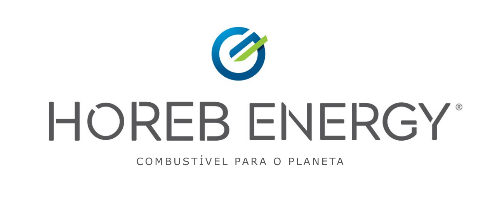 HOREB ENERGY®
COMBUSTÍVEL PARA O PLANETA